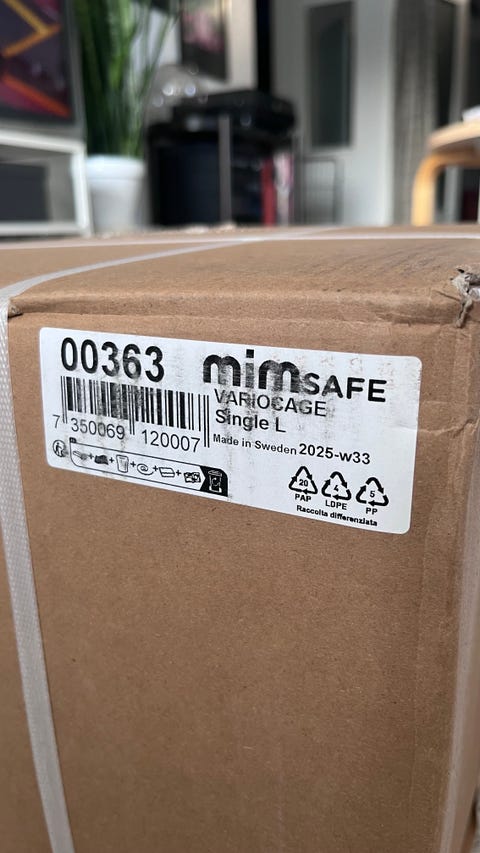 00363
mimSAFE
VARIOCAGE
Single L
7 350069 120007
Made in Sweden 2025-w33
20 4 5
PAP LDPE PP
Raccolta differenziata